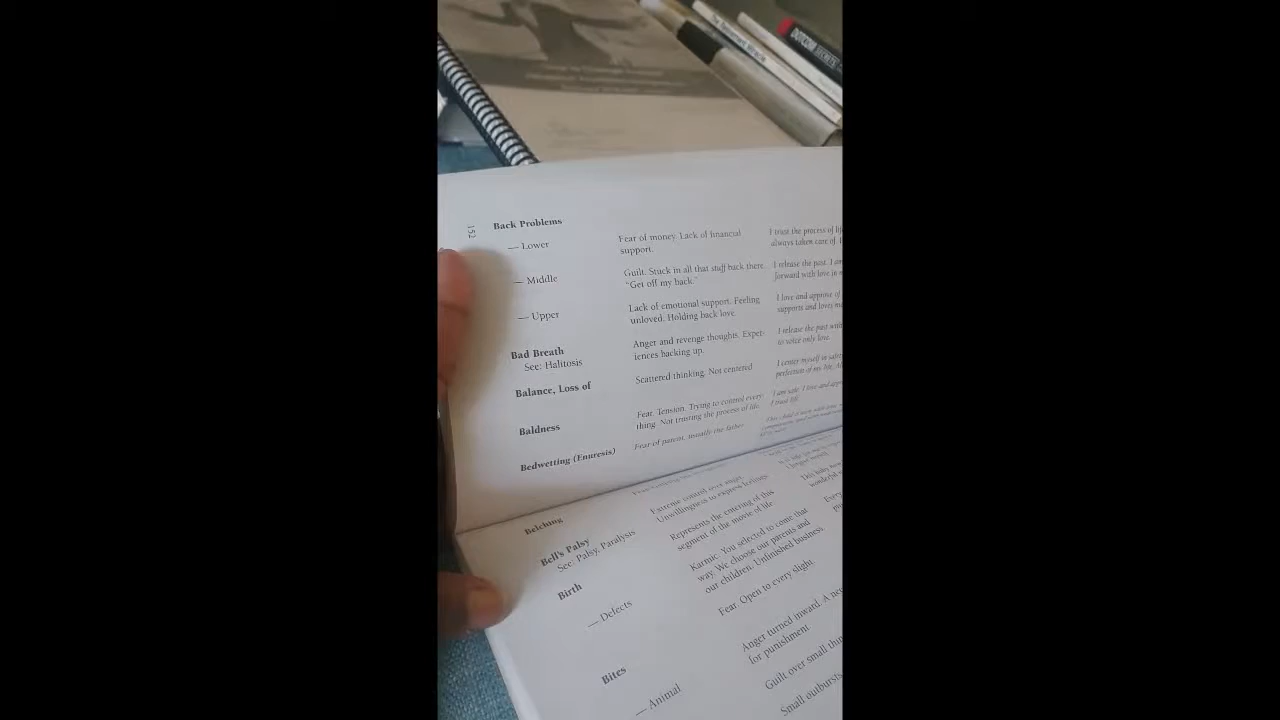 The
DOTCOM SECRETS
152
Back Problems
— Lower
Fear of money. Lack of financial
support.
I trust the process of
always taken care of. I
— Middle
Guilt. Stuck in all that stuff back there.
"Get off my back."
I release the past. I am
forward with love in
— Upper
Lack of emotional support. Feeling
unloved. Holding back love.
I love and approve of
supports and loves
Bad Breath
See: Halitosis
Anger and revenge thoughts. Exper-
iences backing up.
I release the past with
to voice only love.
Balance, Loss of
Scattered thinking. Not centered
I center myself in
perfection of my life.
Baldness
Fear. Tension. Trying to control every-
thing. Not trusting the process of life.
I am safe. I love and
I trust life.
Bedwetting (Enuresis)
Fear of parent, usually the father.
This child is
Belching
Bell's Palsy
See: Palsy, Paralysis
Extreme control over anger.
Unwillingness to express feelings.
Birth
Represents the entering of this
segment of the movie of life.
— Defects
Karmic. You selected to come that
way. We choose our parents and
our children. Unfinished business.
Bites
Fear. Open to every slight.
— Animal
Anger turned inward. A
for punishment
Guilt over small
Small outbursts